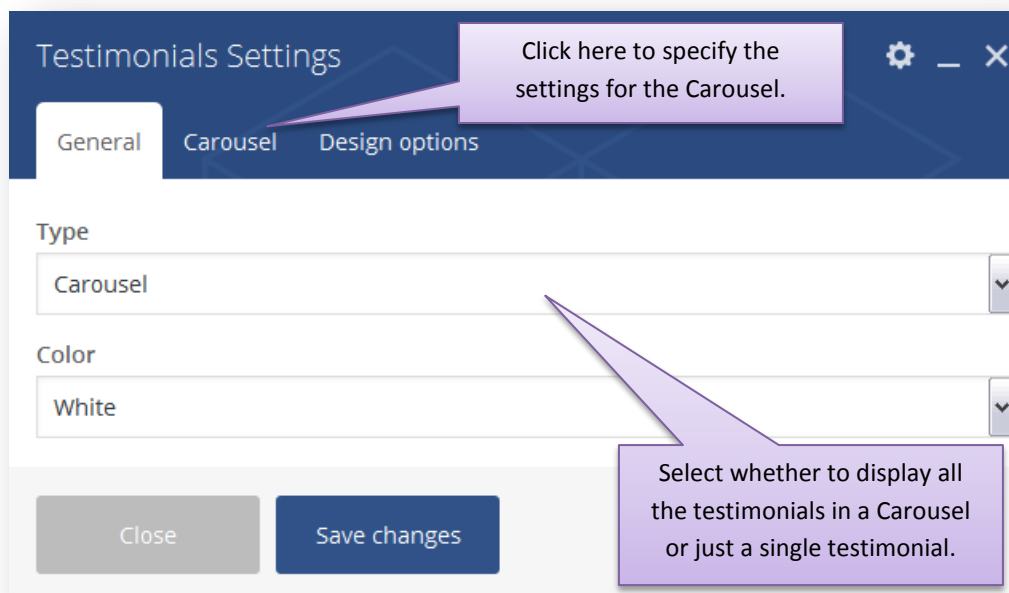 Testimonials Settings
Click here to specify the
settings for the Carousel.
General Carousel Design options
Type
Carousel
Color
White
Select whether to display all
the testimonials in a Carousel
or just a single testimonial.
Close Save changes